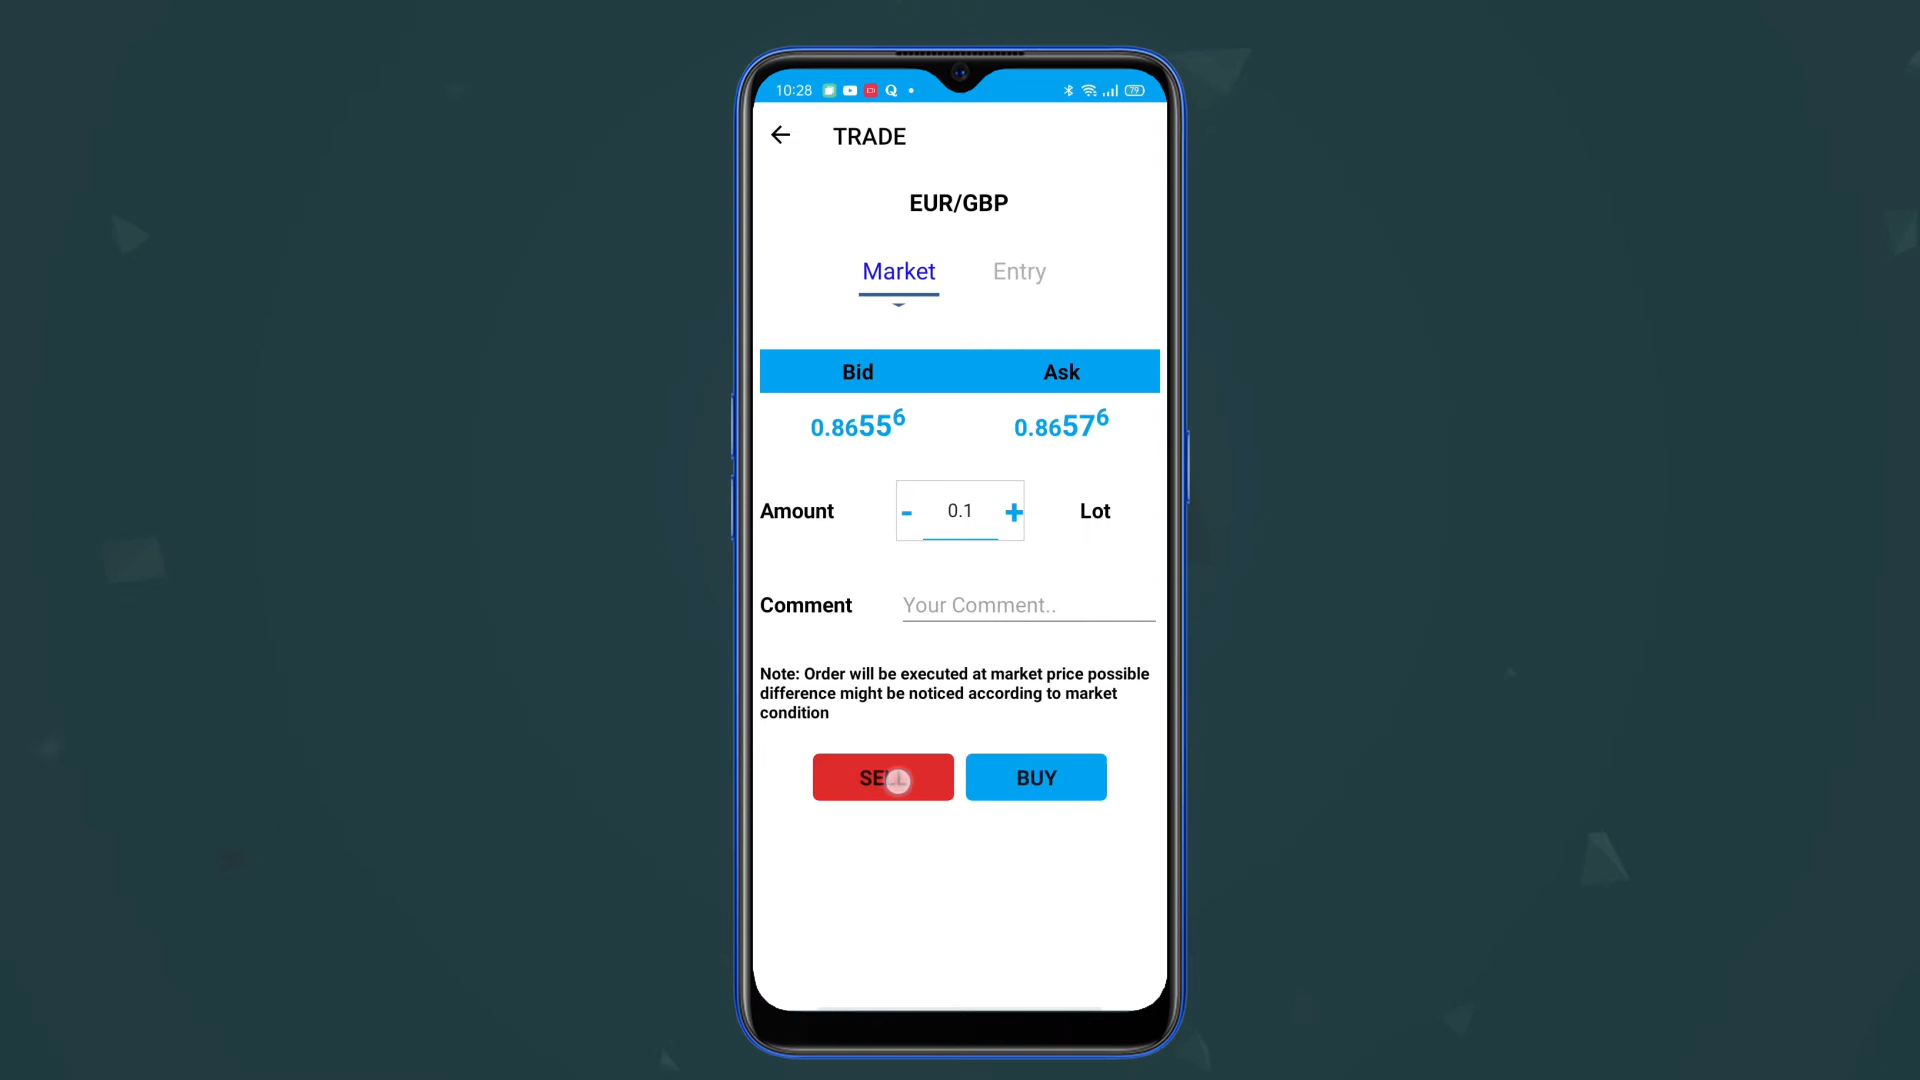 10:28
79
TRADE
EUR/GBP
Market Entry
Bid Ask
0.86556 0.86576
Amount - 0.1 + Lot
Comment Your Comment..
Note: Order will be executed at market price possible
difference might be noticed according to market
condition
SELL BUY